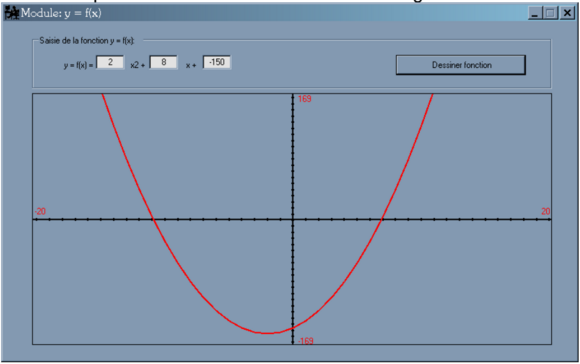 Module: y = f(x)
Saisie de la fonction y = f(x):
y = f(x) = 2 x2 + 8 x + -150
Dessiner fonction
169
20 20
-169